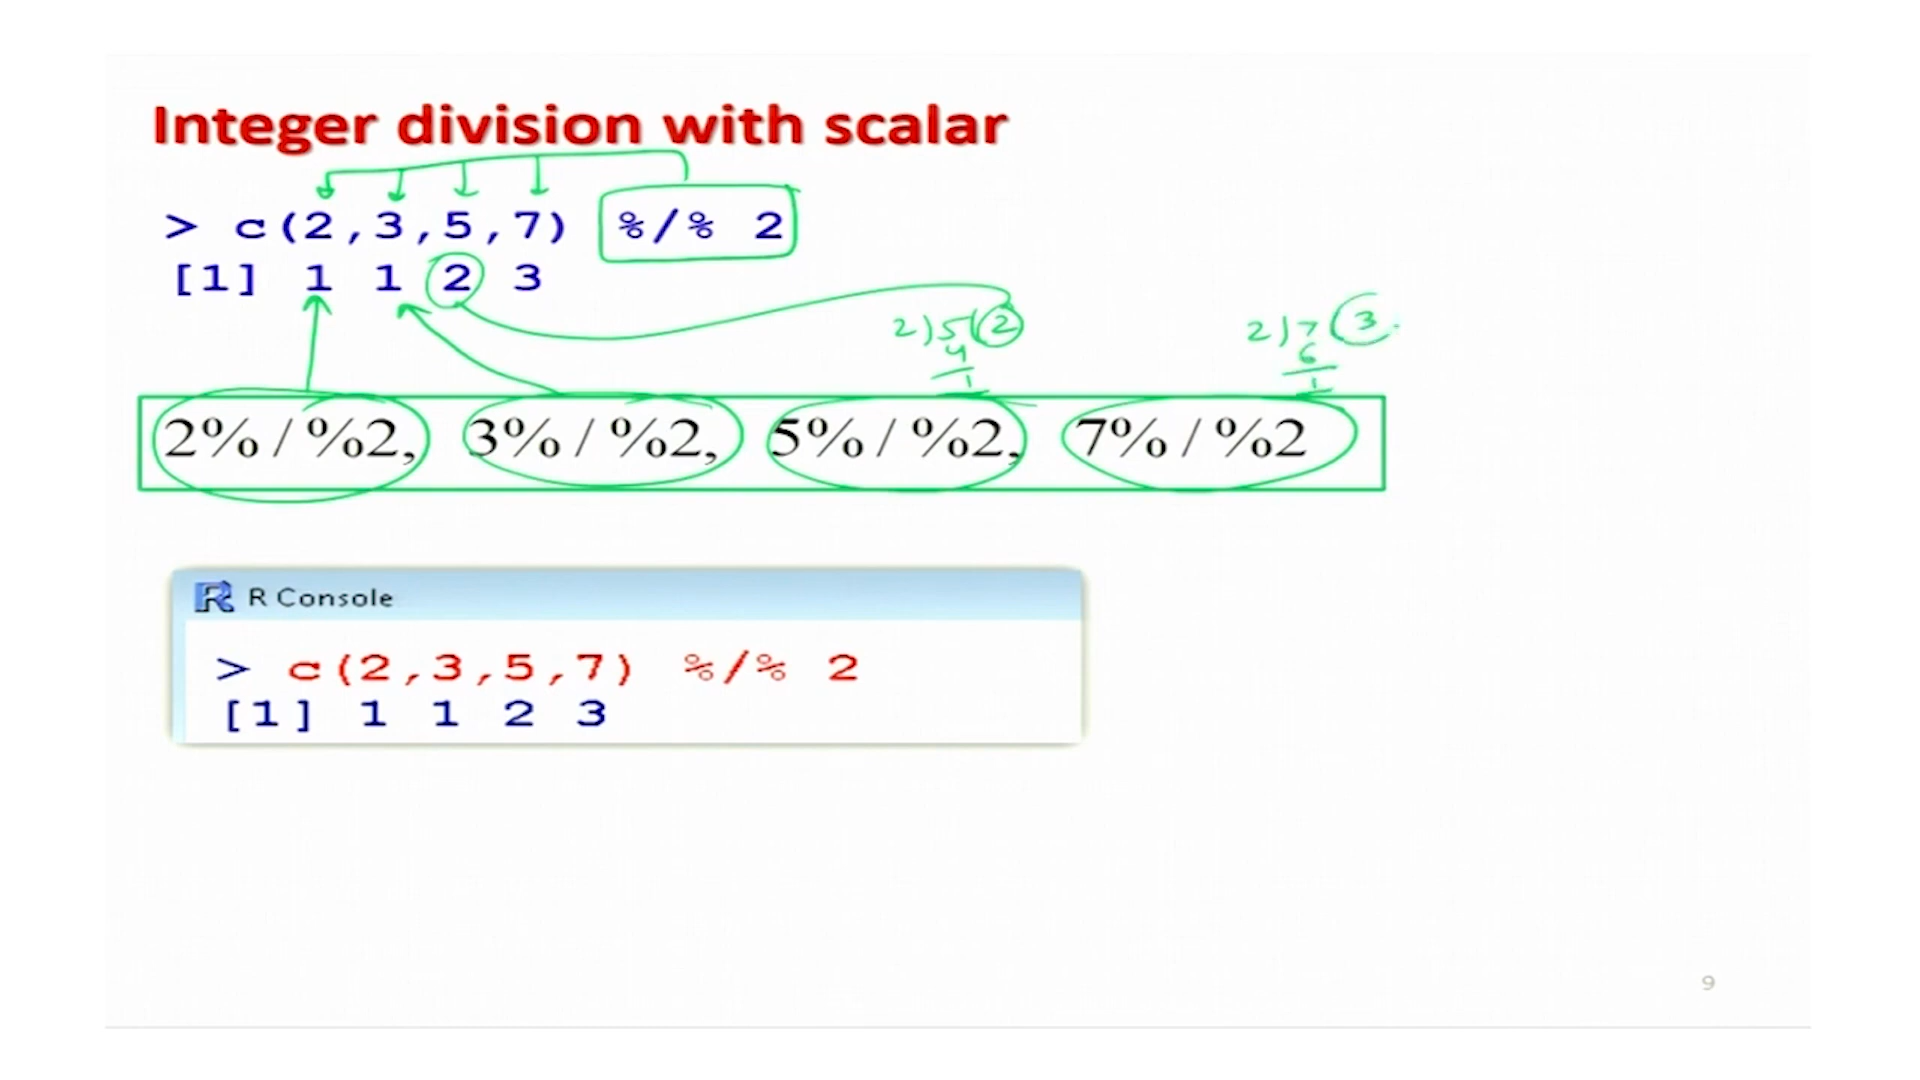 Integer division with scalar
> c(2,3,5,7) %/% 2
[1] 1 1 2 3
2)5(2
4
1
2)7(3
6
1
2%/%2, 3%/%2, 5%/%2, 7%/%2
R Console
> c(2,3,5,7) %/% 2
[1] 1 1 2 3
9